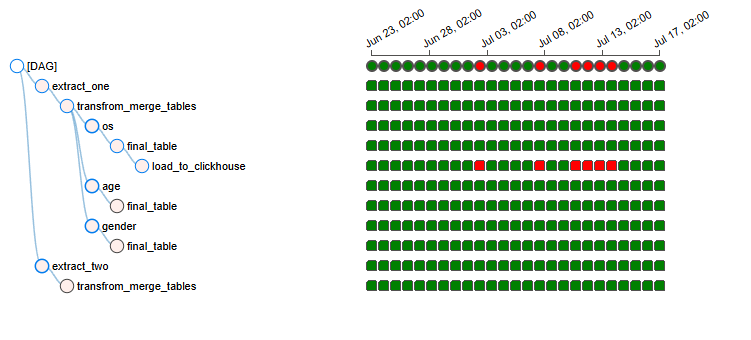 Jun 23, 02:00
Jun 28, 02:00
Jul 03, 02:00
Jul 08, 02:00
Jul 13, 02:00
Jul 17, 02:00
[DAG]
extract_one
transfrom_merge_tables
os
final_table
load_to_clickhouse
age
final_table
gender
final_table
extract_two
transfrom_merge_tables